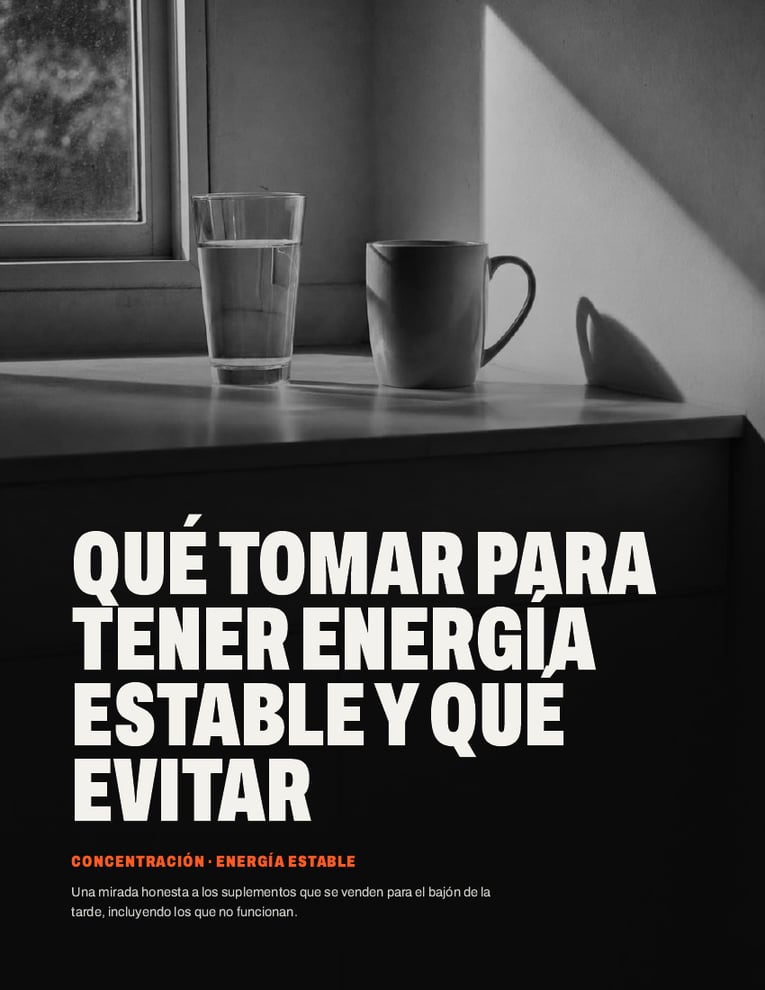 QUÉ TOMAR PARA
TENER ENERGÍA
ESTABLE Y QUÉ
EVITAR
CONCENTRACIÓN · ENERGÍA ESTABLE
Una mirada honesta a los suplementos que se venden para el bajón de la
tarde, incluyendo los que no funcionan.